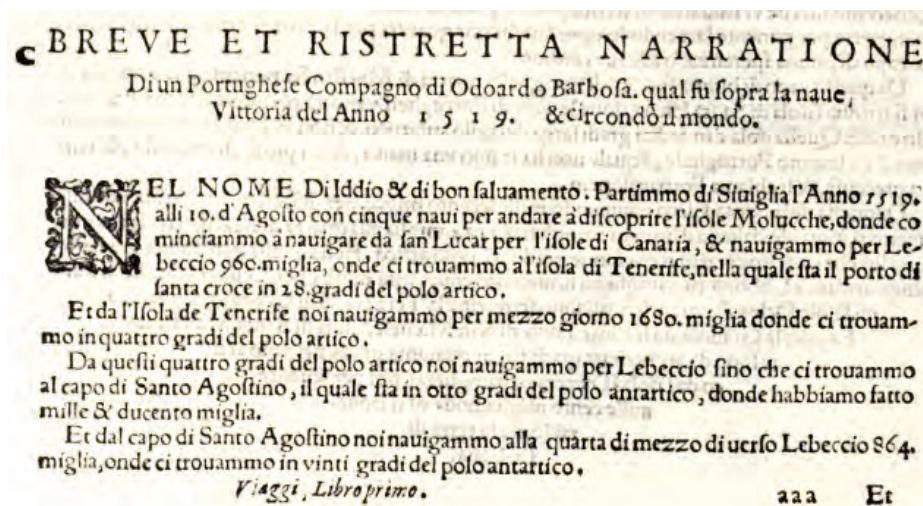 C BREVE ET RISTRETTA NARRATIONE
Di un Portughese Compagno di Odoardo Barbosa. qual fù sopra la naue,
Vittoria del Anno 1519. & circondò il mondo.
NEL NOME Di Iddio & di bon saluamento. Partimmo di Siuiglia l'Anno 1519.
alli 10. d'Agosto con cinque naui per andare à discoprire l'isole Molucche, donde co
minciammo à nauigare da san Lucar per l'isole di Canaria, & nauigammo per Le-
beccio 960. miglia, onde ci trouammo à l'isola di Tenerife, nella quale sta il porto di
santa croce in 28. gradi del polo artico.
Et da l'Isola de Tenerife noi nauigammo per mezzo giorno 1680. miglia donde ci trouam-
mo in quattro gradi del polo artico.
Da questi quattro gradi del polo artico noi nauigammo per Lebeccio sino che ci trouammo
al capo di Santo Agostino, il quale sta in otto gradi del polo antartico, donde habbiamo fatto
mille & ducento miglia.
Et dal capo di Santo Agostino noi nauigammo alla quarta di mezzo di uerso Lebeccio 864.
miglia, onde ci trouammo in vinti gradi del polo antartico.
Viaggi, Libro primo. aaa Et